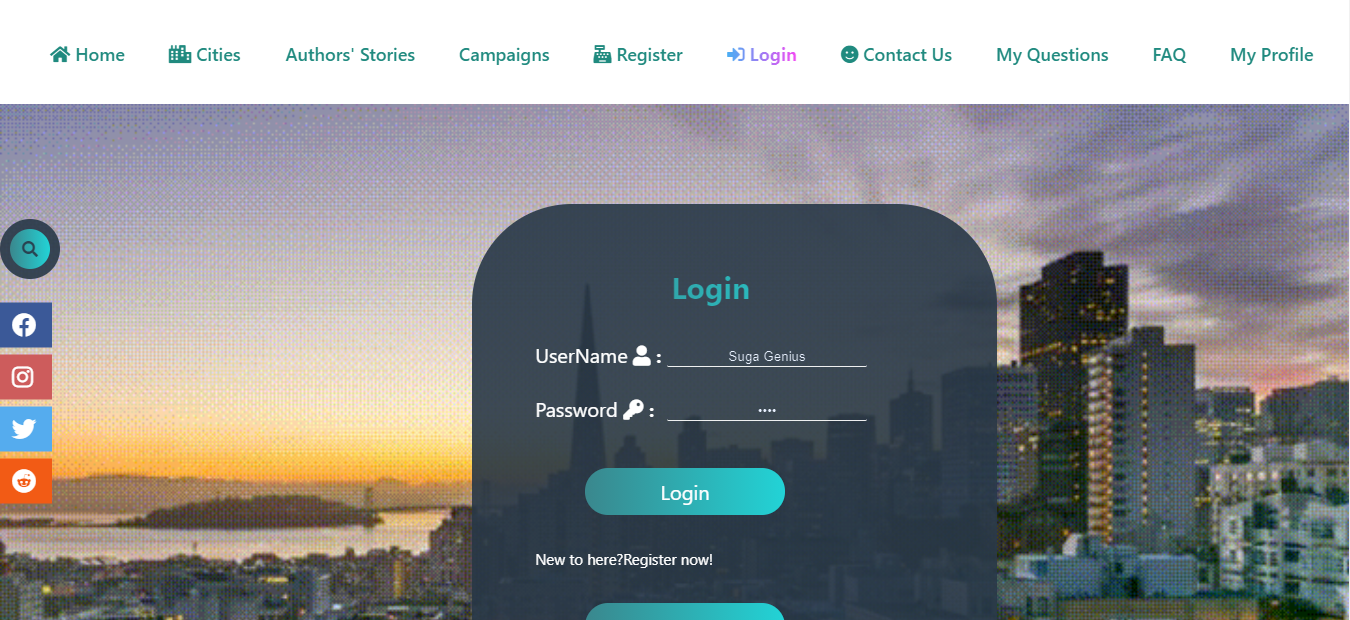 Home Cities Authors' Stories Campaigns Register Login Contact Us My Questions FAQ My Profile
Login
UserName : Suga Genius
Password : ••••
Login
New to here?Register now!